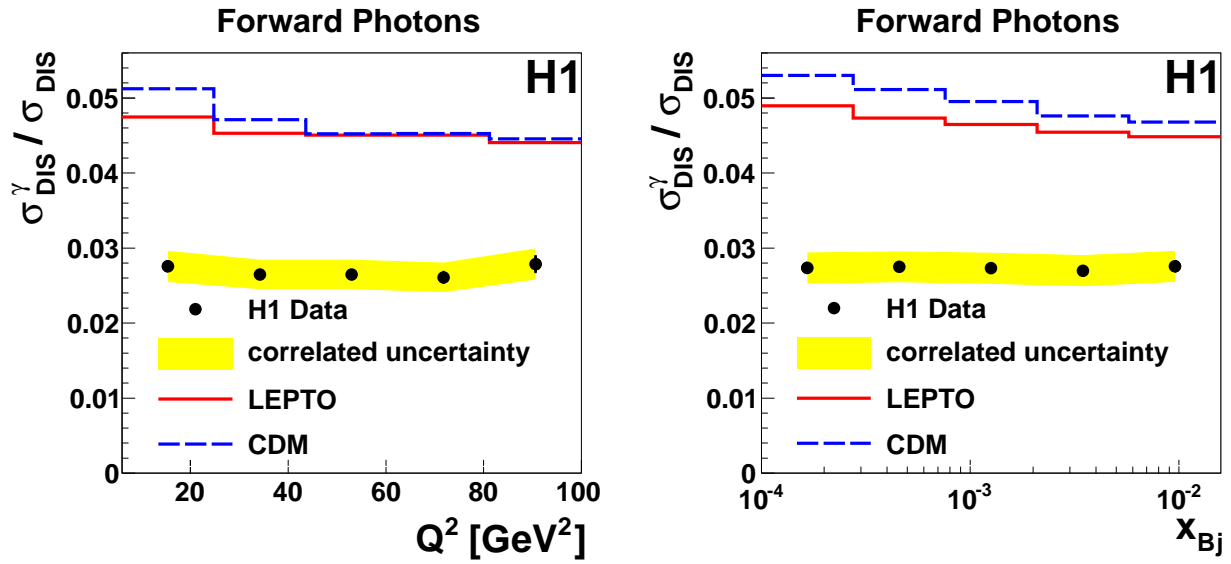 Forward Photons
H1
σ^γ_DIS / σ_DIS
0.05
0.04
0.03
0.02
0.01
0
H1 Data
correlated uncertainty
LEPTO
CDM
20 40 60 80 100
Q² [GeV²]
Forward Photons
H1
σ^γ_DIS / σ_DIS
0.05
0.04
0.03
0.02
0.01
0
H1 Data
correlated uncertainty
LEPTO
CDM
10⁻⁴ 10⁻³ 10⁻²
x_Bj